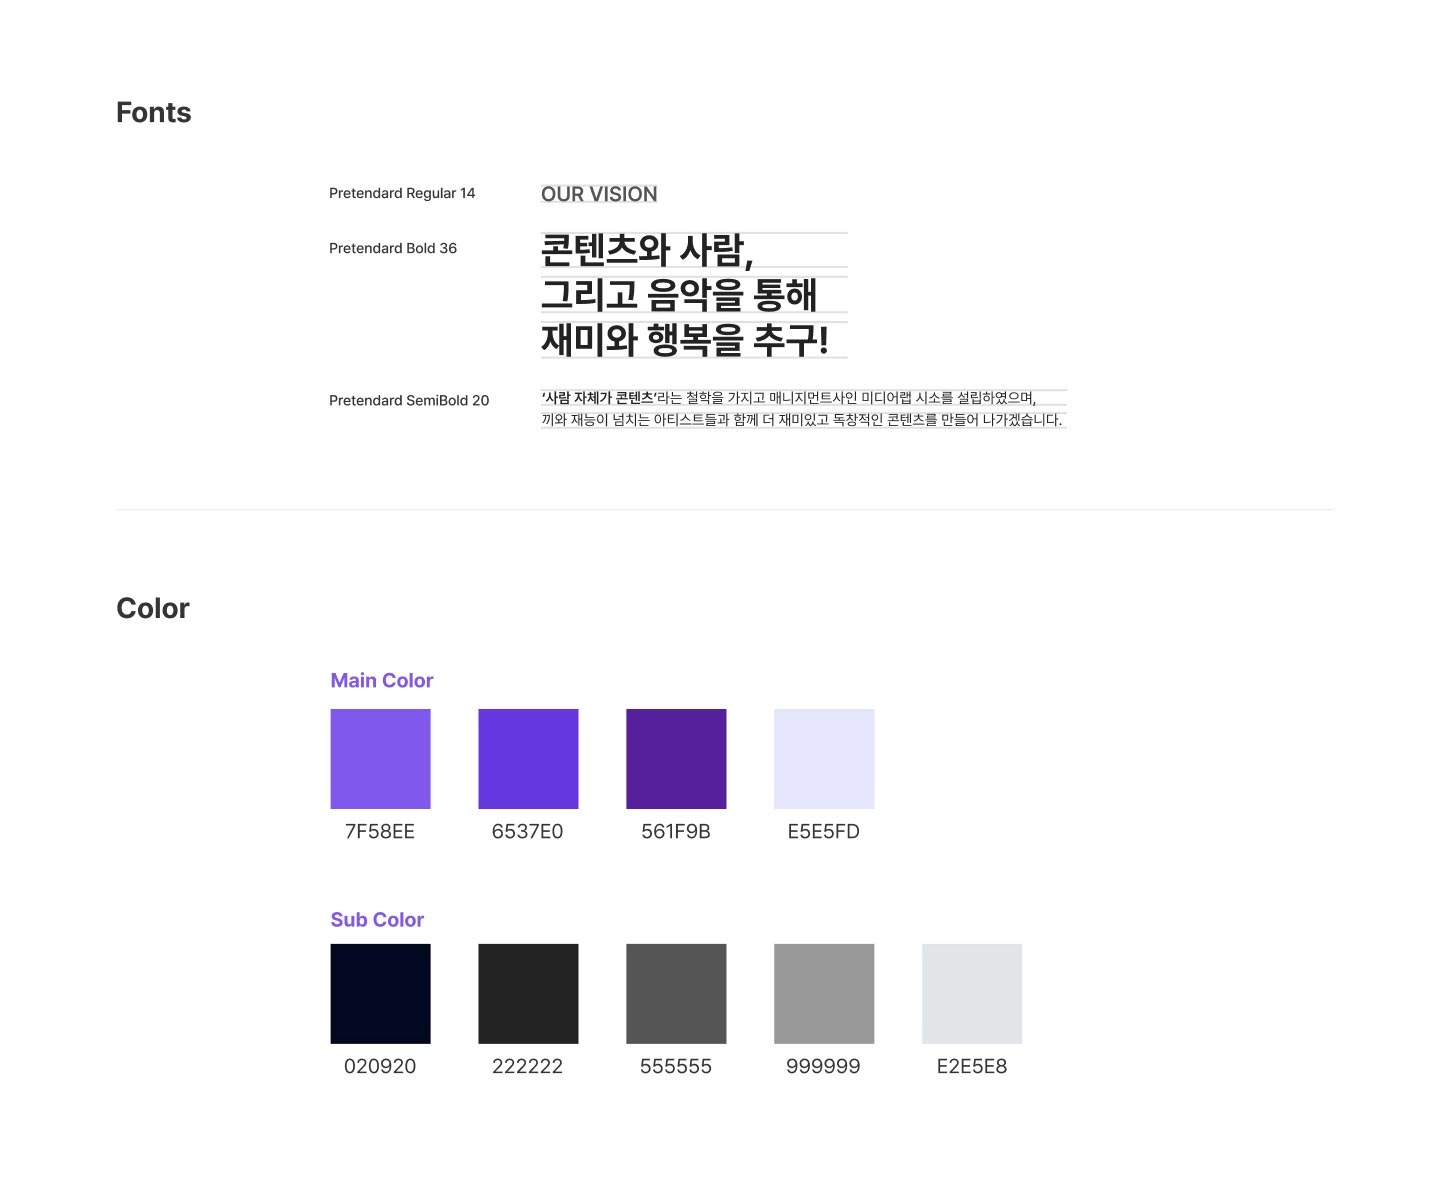 Fonts
Pretendard Regular 14
OUR VISION
Pretendard Bold 36
콘텐츠와 사람,
그리고 음악을 통해
재미와 행복을 추구!
Pretendard SemiBold 20
‘사람 자체가 콘텐츠’라는 철학을 가지고 매니지먼트사인 미디어랩 시소를 설립하였으며,
끼와 재능이 넘치는 아티스트들과 함께 더 재미있고 독창적인 콘텐츠를 만들어 나가겠습니다.
Color
Main Color
7F58EE
6537E0
561F9B
E5E5FD
Sub Color
020920
222222
555555
999999
E2E5E8